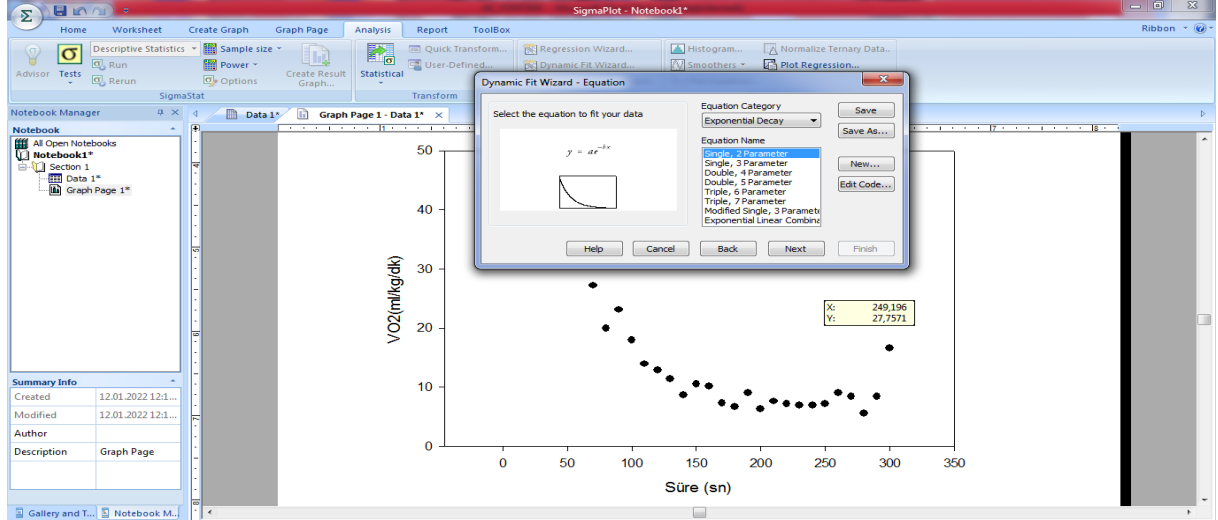 SigmaPlot - Notebook1*
Home Worksheet Create Graph Graph Page Analysis Report ToolBox Ribbon
Advisor
Tests
Descriptive Statistics
Run
Rerun
Sample size
Power
Options
Create Result Graph...
SigmaStat
Statistical
Quick Transform...
User-Defined...
Transform
Regression Wizard...
Dynamic Fit Wizard...
Histogram...
Smoothers
Normalize Ternary Data..
Plot Regression...
Notebook Manager
Notebook
All Open Notebooks
Notebook1*
Section 1
Data 1*
Graph Page 1*
Summary Info
Created 12.01.2022 12:1...
Modified 12.01.2022 12:1...
Author
Description Graph Page
Gallery and T... Notebook M...
Data 1* Graph Page 1 - Data 1*
Dynamic Fit Wizard - Equation
Select the equation to fit your data
y = ae^-bx
Equation Category
Exponential Decay
Equation Name
Single, 2 Parameter
Single, 3 Parameter
Double, 4 Parameter
Double, 5 Parameter
Triple, 6 Parameter
Triple, 7 Parameter
Modified Single, 3 Paramete
Exponential Linear Combina
Save
Save As...
New...
Edit Code...
Help Cancel Back Next Finish
VO2(ml/kg/dk)
50
40
30
20
10
0
X: 249,196
Y: 27,7571
0 50 100 150 200 250 300 350
Süre (sn)